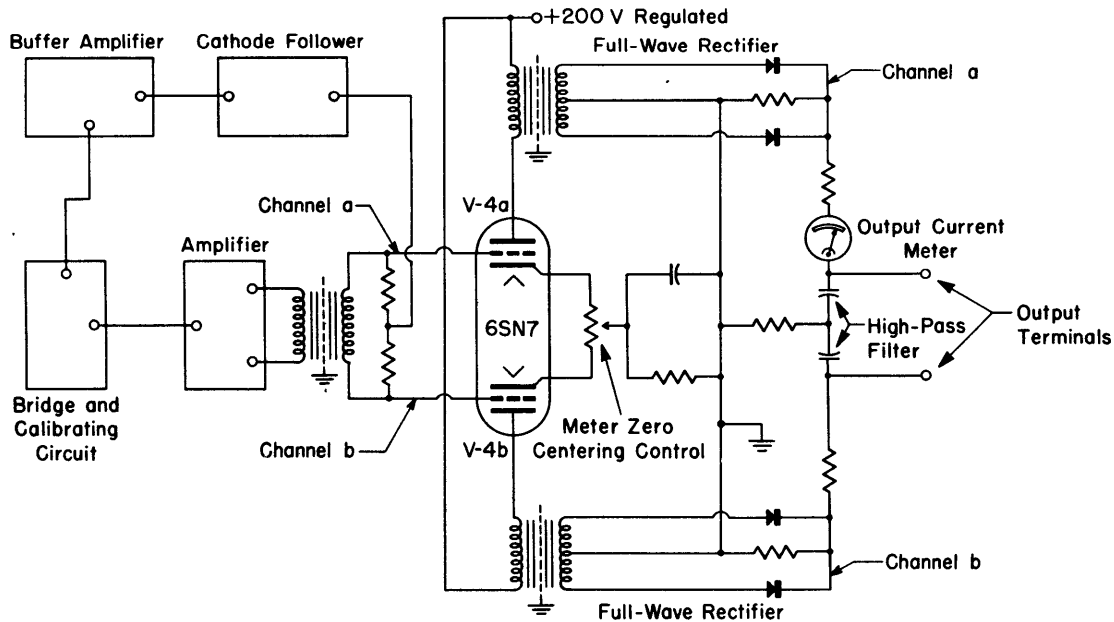 +200 V Regulated
Buffer Amplifier
Cathode Follower
Full-Wave Rectifier
Channel a
Channel a
V-4a
Amplifier
Output Current
Meter
6SN7
High-Pass
Filter
Output
Terminals
Bridge and
Calibrating
Circuit
Channel b
V-4b
Meter Zero
Centering Control
Channel b
Full-Wave Rectifier